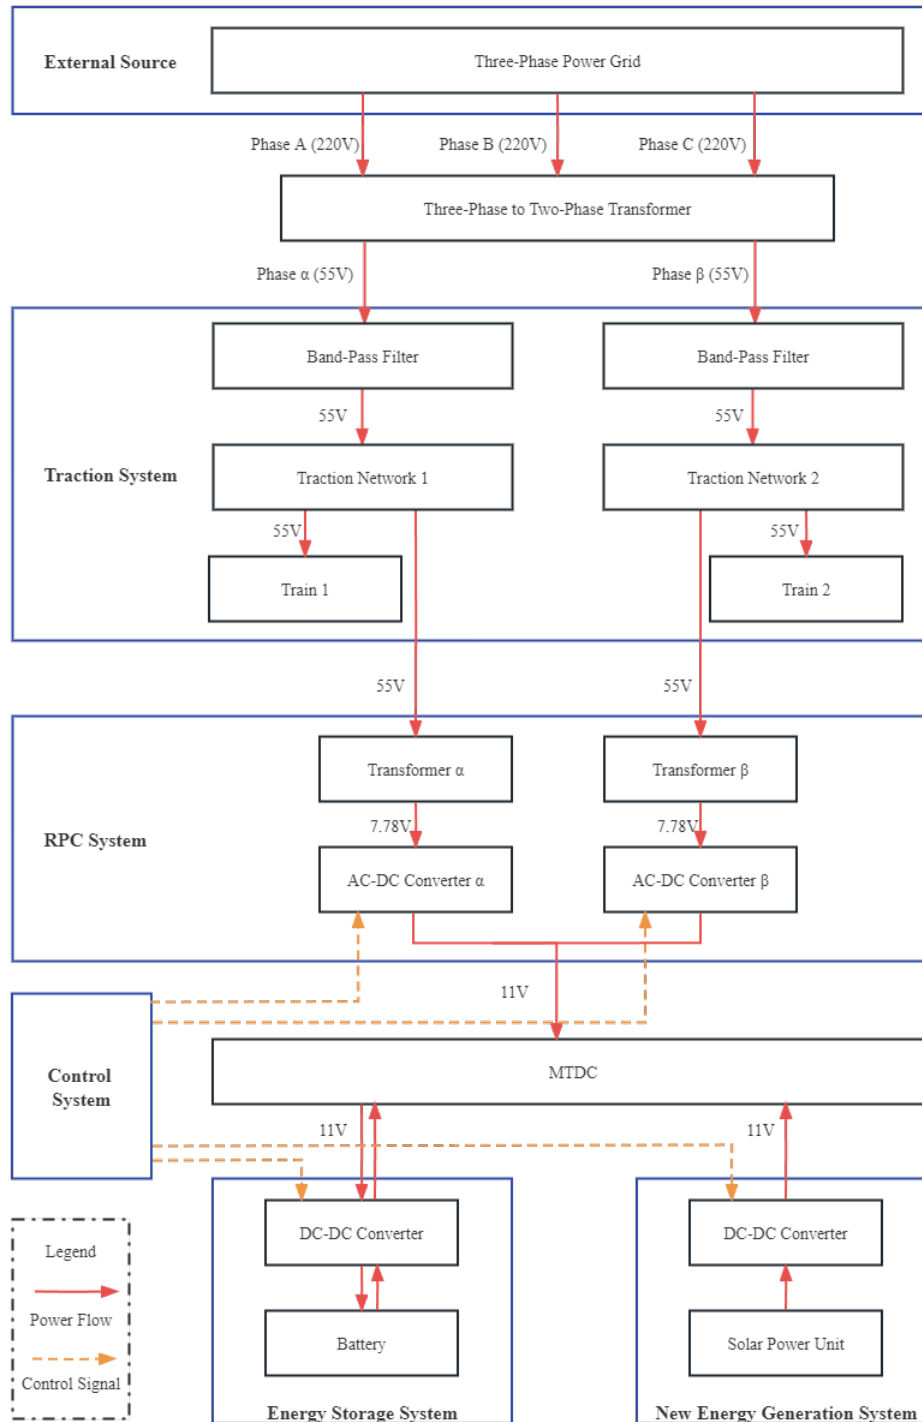 External Source
Three-Phase Power Grid
Phase A (220V)
Phase B (220V)
Phase C (220V)
Three-Phase to Two-Phase Transformer
Phase α (55V)
Phase β (55V)
Band-Pass Filter
Band-Pass Filter
55V
55V
Traction System
Traction Network 1
Traction Network 2
55V
55V
Train 1
Train 2
55V
55V
Transformer α
Transformer β
7.78V
7.78V
RPC System
AC-DC Converter α
AC-DC Converter β
11V
Control
System
MTDC
11V
11V
DC-DC Converter
DC-DC Converter
Legend
Power Flow
Control Signal
Battery
Solar Power Unit
Energy Storage System
New Energy Generation System